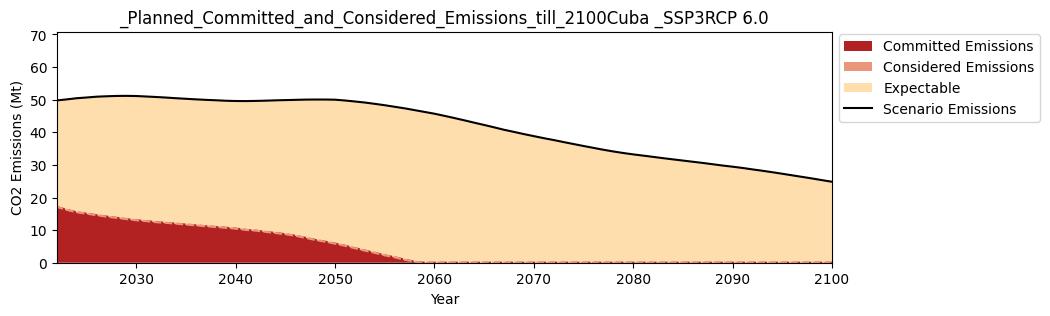 _Planned_Committed_and_Considered_Emissions_till_2100Cuba _SSP3RCP 6.0
70
60
50
40
30
20
10
0
CO2 Emissions (Mt)
2030 2040 2050 2060 2070 2080 2090 2100
Year
Committed Emissions
Considered Emissions
Expectable
Scenario Emissions